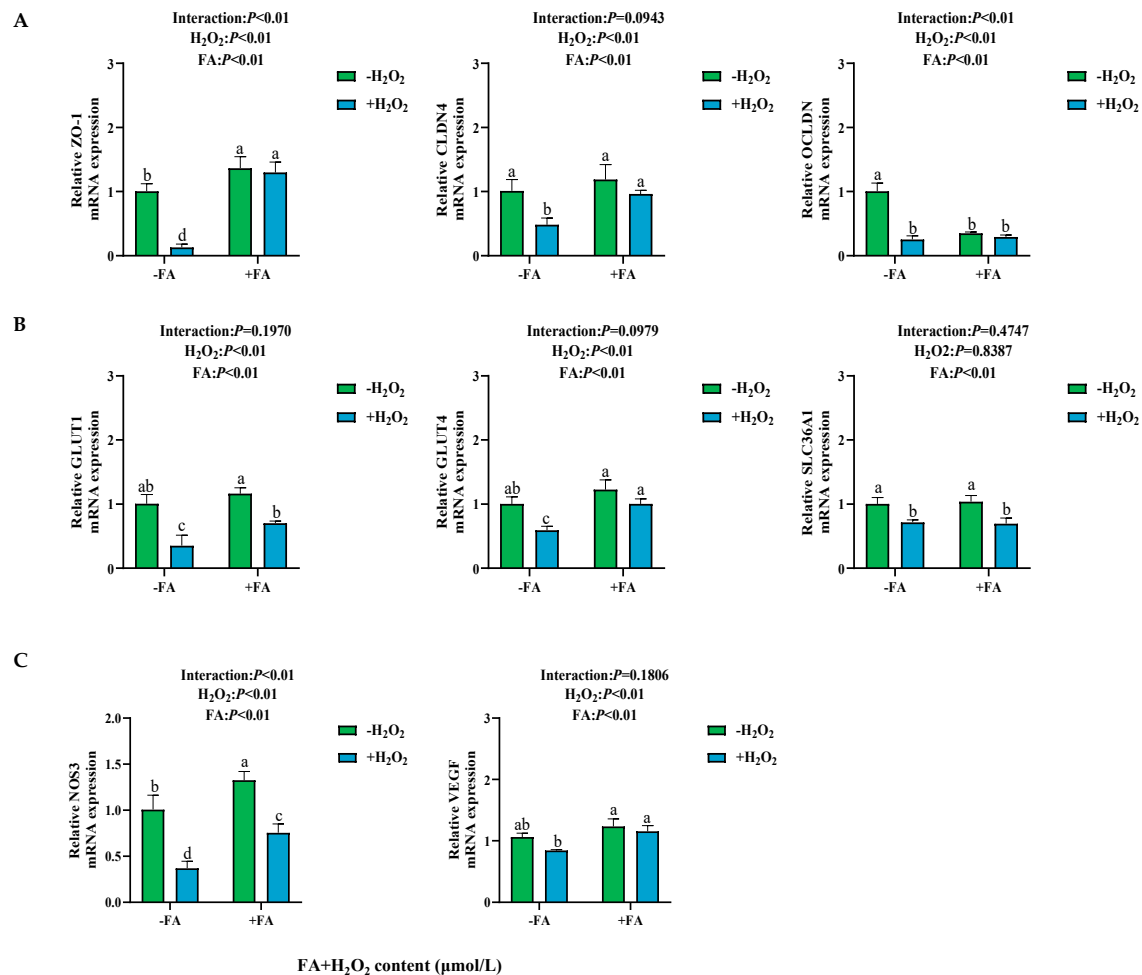 A
Interaction:P<0.01
H₂O₂:P<0.01
FA:P<0.01
Relative ZO-1
mRNA expression
3
2
1
0
b
d
a
a
-FA
+FA
-H₂O₂
+H₂O₂
Interaction:P=0.0943
H₂O₂:P<0.01
FA:P<0.01
Relative CLDN4
mRNA expression
3
2
1
0
a
b
a
a
-FA
+FA
-H₂O₂
+H₂O₂
Interaction:P<0.01
H₂O₂:P<0.01
FA:P<0.01
Relative OCLDN
mRNA expression
3
2
1
0
a
b
b
b
-FA
+FA
-H₂O₂
+H₂O₂
B
Interaction:P=0.1970
H₂O₂:P<0.01
FA:P<0.01
Relative GLUT1
mRNA expression
3
2
1
0
ab
c
a
b
-FA
+FA
-H₂O₂
+H₂O₂
Interaction:P=0.0979
H₂O₂:P<0.01
FA:P<0.01
Relative GLUT4
mRNA expression
3
2
1
0
ab
c
a
a
-FA
+FA
-H₂O₂
+H₂O₂
Interaction:P=0.4747
H2O2:P=0.8387
FA:P<0.01
Relative SLC36A1
mRNA expression
3
2
1
0
a
b
a
b
-FA
+FA
-H₂O₂
+H₂O₂
C
Interaction:P<0.01
H₂O₂:P<0.01
FA:P<0.01
Relative NOS3
mRNA expression
2.0
1.5
1.0
0.5
0.0
b
d
a
c
-FA
+FA
-H₂O₂
+H₂O₂
Interaction:P=0.1806
H₂O₂:P<0.01
FA:P<0.01
Relative VEGF
mRNA expression
3
2
1
0
ab
b
a
a
-FA
+FA
-H₂O₂
+H₂O₂
FA+H₂O₂ content (μmol/L)